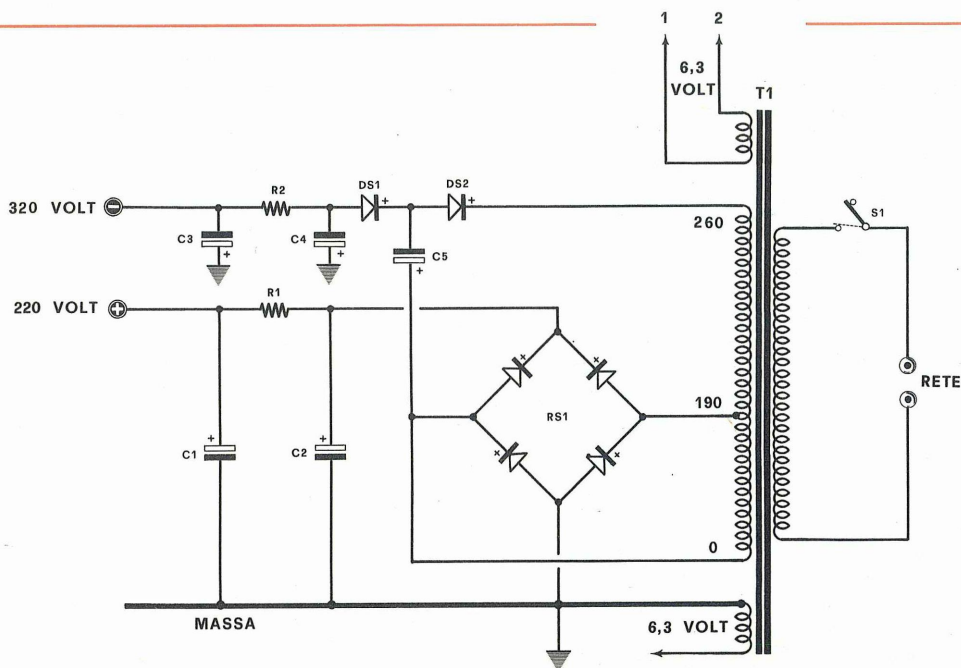 1 2
6,3
VOLT
T1
320 VOLT
R2
DS1
+
DS2
+
260
S1
C3
+
C4
+
C5
+
220 VOLT
+
R1
RETE
190
RS1
+
C1
+
C2
0
MASSA
6,3 VOLT